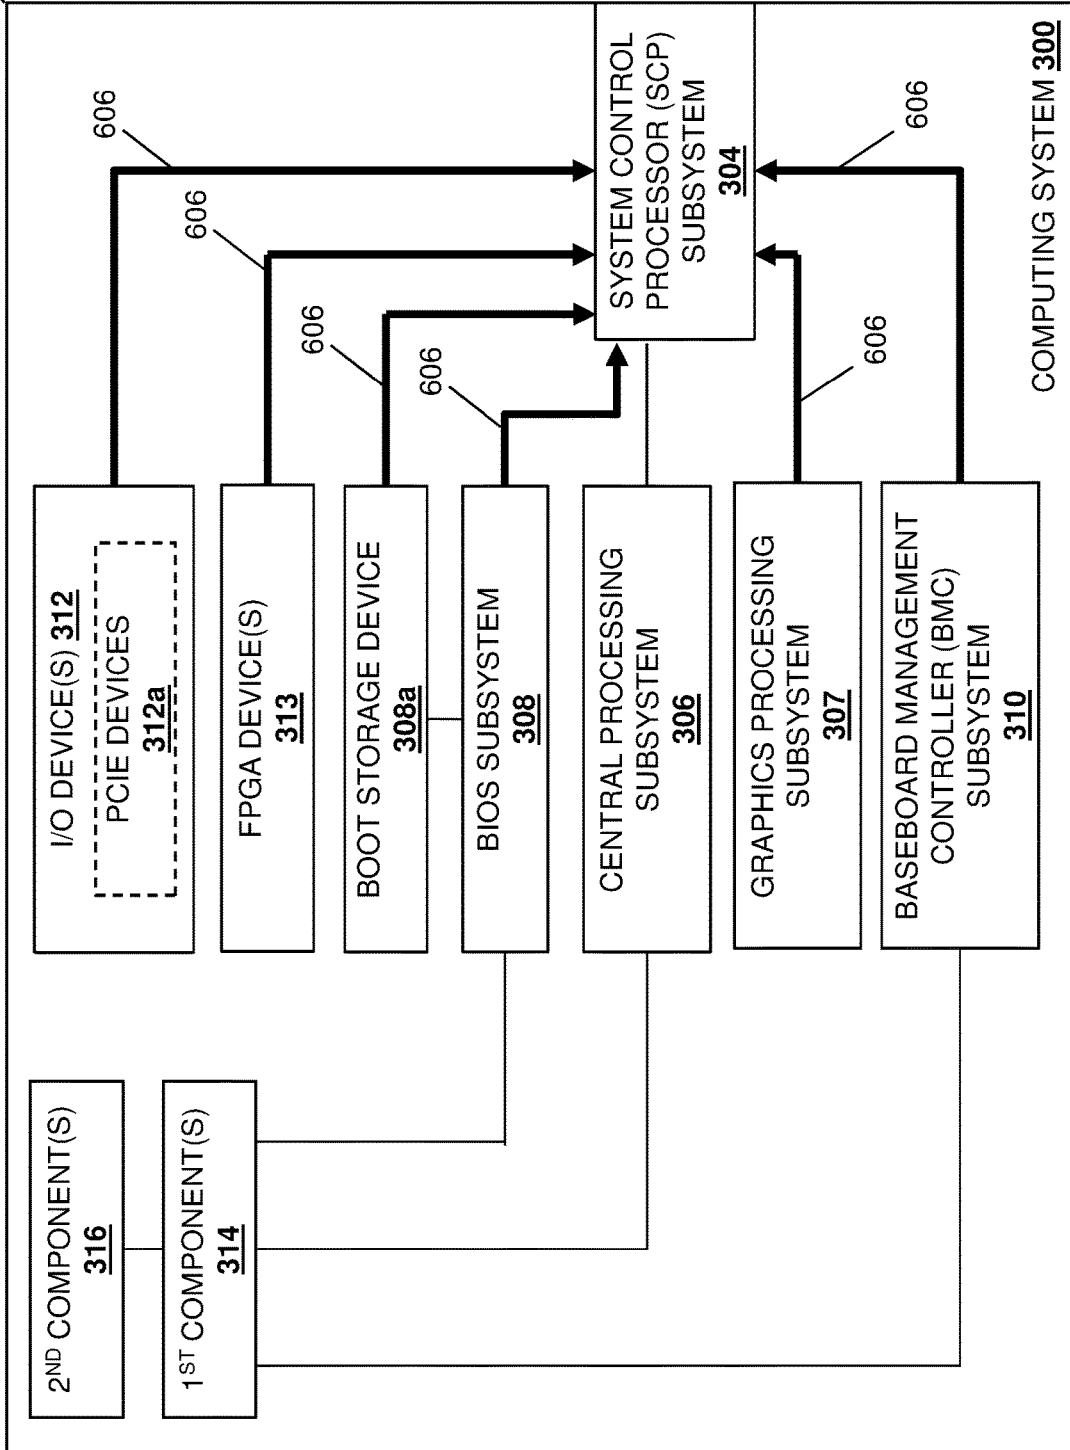 2ND COMPONENT(S)
316
1ST COMPONENT(S)
314
I/O DEVICE(S) 312
PCIE DEVICES
312a
FPGA DEVICE(S)
313
BOOT STORAGE DEVICE
308a
BIOS SUBSYSTEM
308
CENTRAL PROCESSING
SUBSYSTEM
306
GRAPHICS PROCESSING
SUBSYSTEM
307
BASEBOARD MANAGEMENT
CONTROLLER (BMC)
SUBSYSTEM
310
606
606
606
606
606
606
SYSTEM CONTROL
PROCESSOR (SCP)
SUBSYSTEM
304
COMPUTING SYSTEM 300